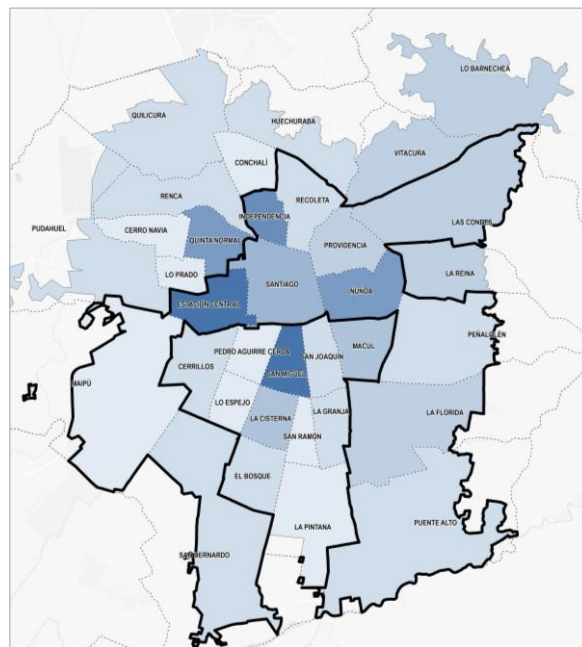 LO BARNECHEA
QUILICURA
HUECHURABA
VITACURA
CONCHALÍ
RENCA
RECOLETA
INDEPENDENCIA
LAS CONDES
PUDAHUEL
CERRO NAVIA
QUINTA NORMAL
PROVIDENCIA
LO PRADO
LA REINA
SANTIAGO
ÑUÑOA
ESTACIÓN CENTRAL
PEÑALOLÉN
MACUL
PEDRO AGUIRRE CERDA
SAN JOAQUÍN
CERRILLOS
SAN MIGUEL
MAIPÚ
LO ESPEJO
LA GRANJA
LA FLORIDA
LA CISTERNA
SAN RAMÓN
EL BOSQUE
PUENTE ALTO
LA PINTANA
SAN BERNARDO